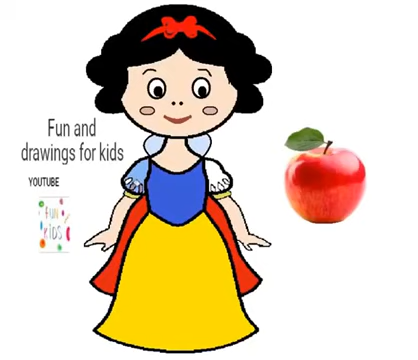 Fun and
drawings for kids
YOUTUBE
FUN
KIDS